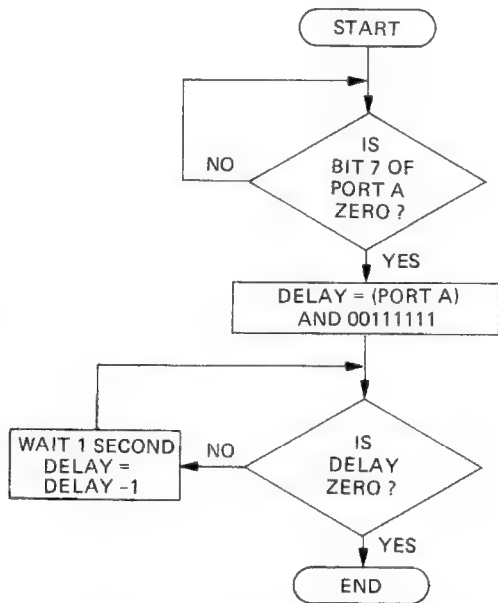 START
IS
BIT 7 OF
PORT A
ZERO ?
NO
YES
DELAY = (PORT A)
AND 00111111
WAIT 1 SECOND
DELAY =
DELAY -1
NO
IS
DELAY
ZERO ?
YES
END